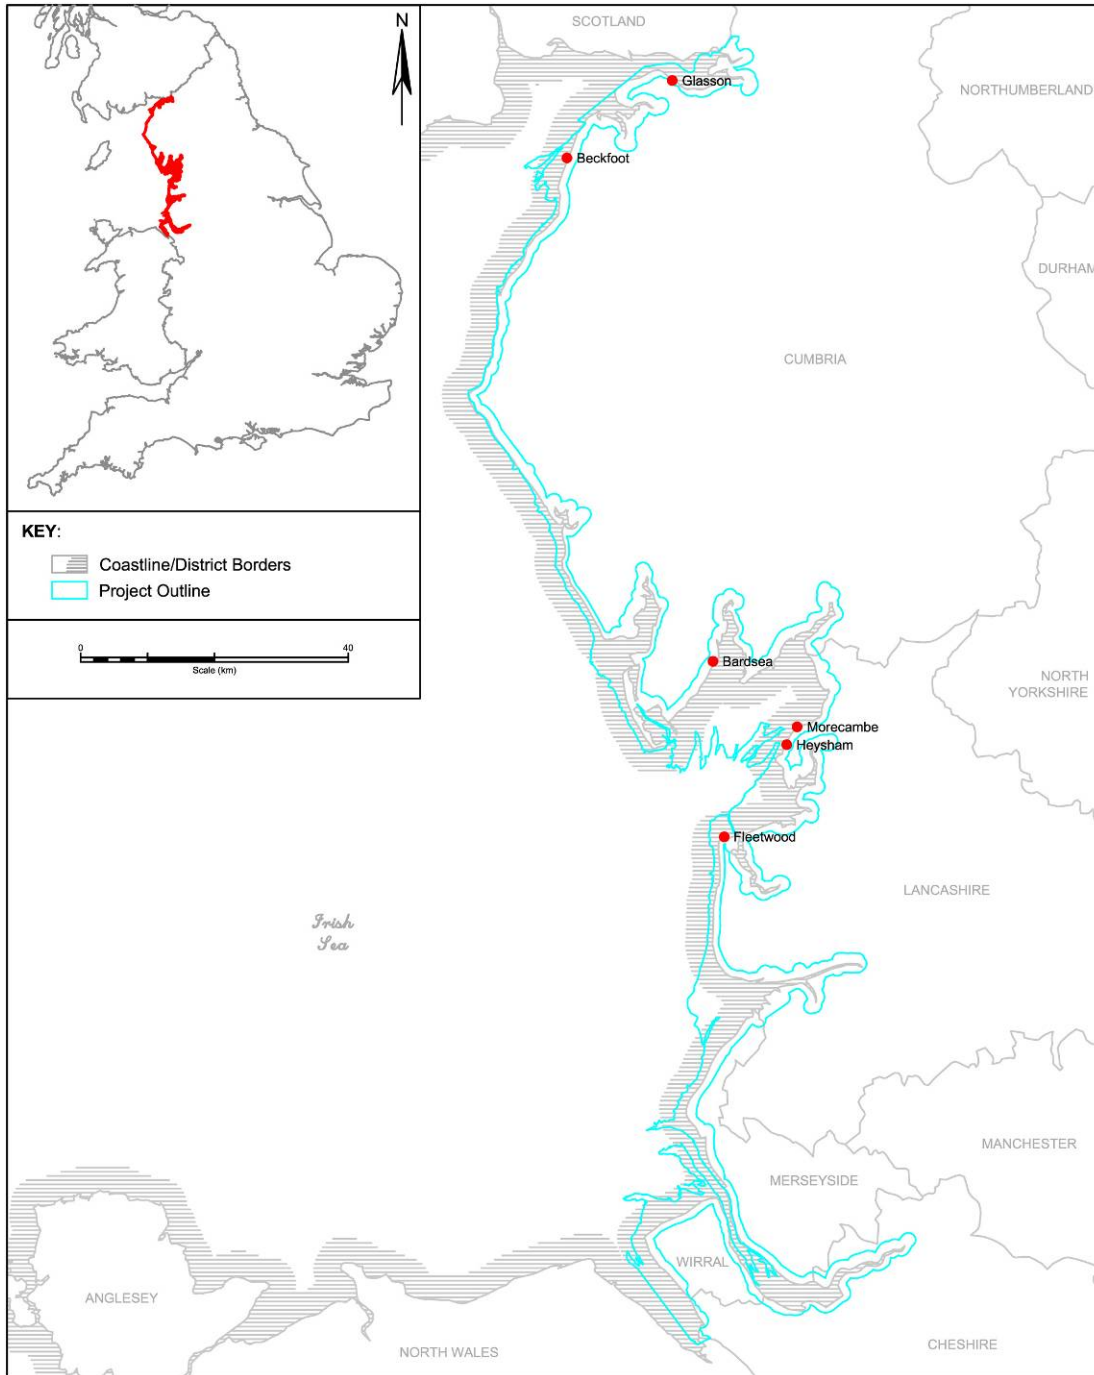 N
KEY:
Coastline/District Borders
Project Outline
0 40
Scale (km)
SCOTLAND
Glasson
NORTHUMBERLAND
Beckfoot
DURHAM
CUMBRIA
Bardsea
NORTH
YORKSHIRE
Morecambe
Heysham
Fleetwood
LANCASHIRE
Irish
Sea
MANCHESTER
MERSEYSIDE
WIRRAL
ANGLESEY
NORTH WALES
CHESHIRE